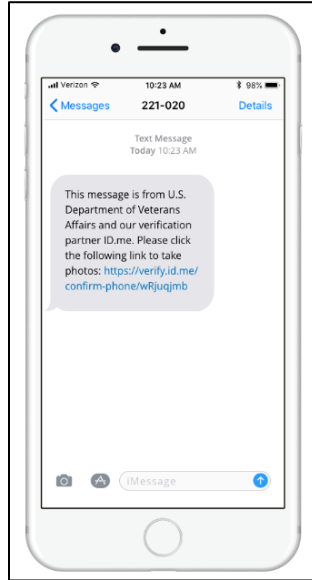 Verizon 10:23 AM 98%
Messages 221-020 Details
Text Message
Today 10:23 AM
This message is from U.S.
Department of Veterans
Affairs and our verification
partner ID.me. Please click
the following link to take
photos: https://verify.id.me/
confirm-phone/wRjuqjmb
iMessage